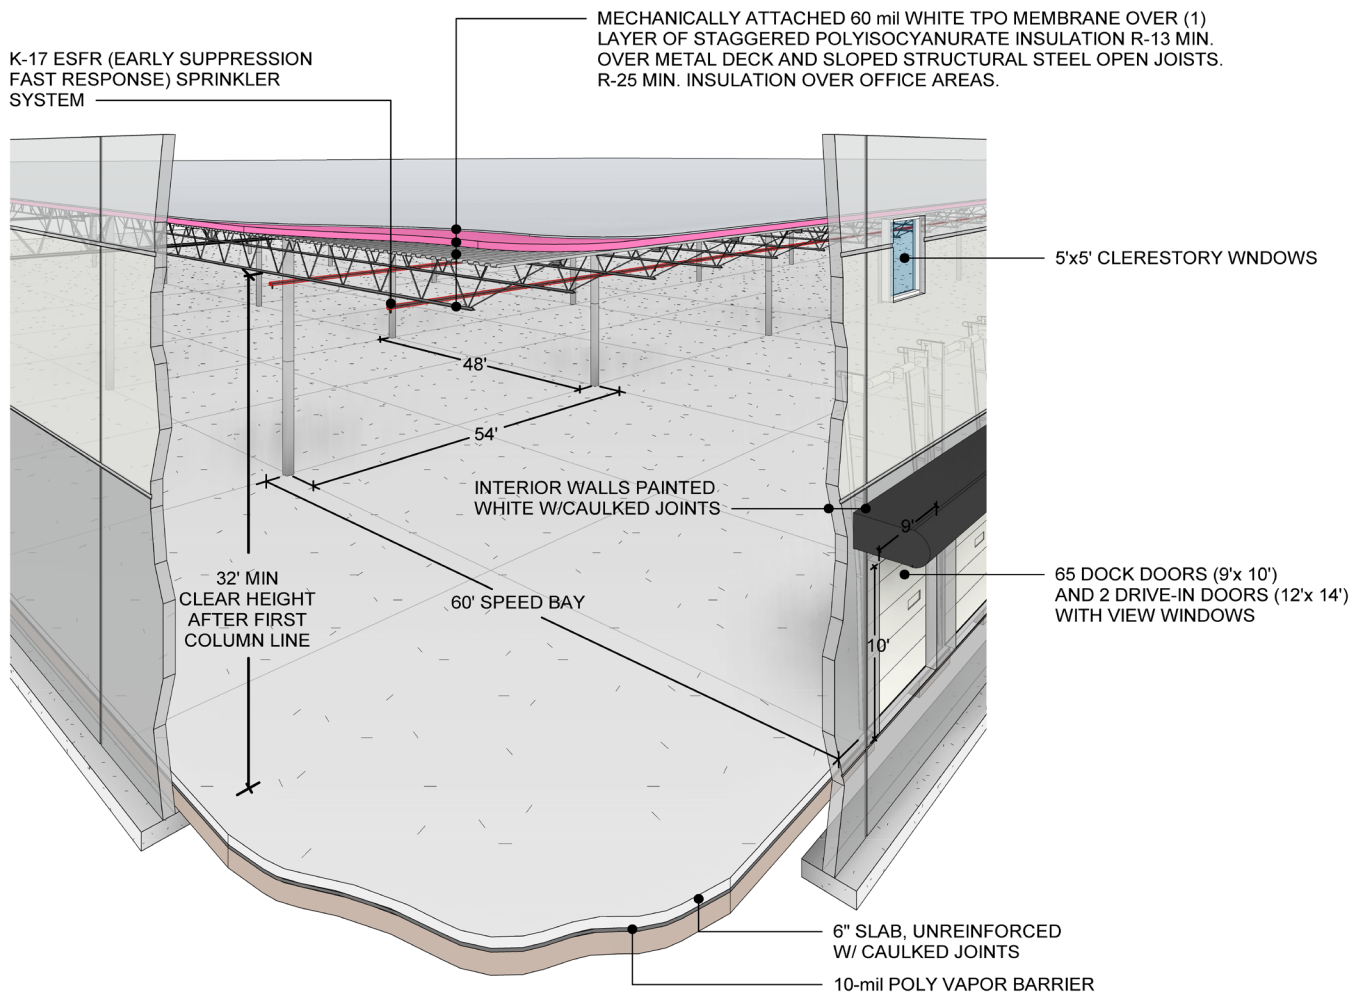 MECHANICALLY ATTACHED 60 mil WHITE TPO MEMBRANE OVER (1)
LAYER OF STAGGERED POLYISOCYANURATE INSULATION R-13 MIN.
OVER METAL DECK AND SLOPED STRUCTURAL STEEL OPEN JOISTS.
R-25 MIN. INSULATION OVER OFFICE AREAS.
K-17 ESFR (EARLY SUPPRESSION
FAST RESPONSE) SPRINKLER
SYSTEM
5'x5' CLERESTORY WNDOWS
48'
54'
INTERIOR WALLS PAINTED
WHITE W/CAULKED JOINTS
9'
65 DOCK DOORS (9'x 10')
AND 2 DRIVE-IN DOORS (12'x 14')
WITH VIEW WINDOWS
32' MIN
CLEAR HEIGHT
AFTER FIRST
COLUMN LINE
60' SPEED BAY
10'
6" SLAB, UNREINFORCED
W/ CAULKED JOINTS
10-mil POLY VAPOR BARRIER